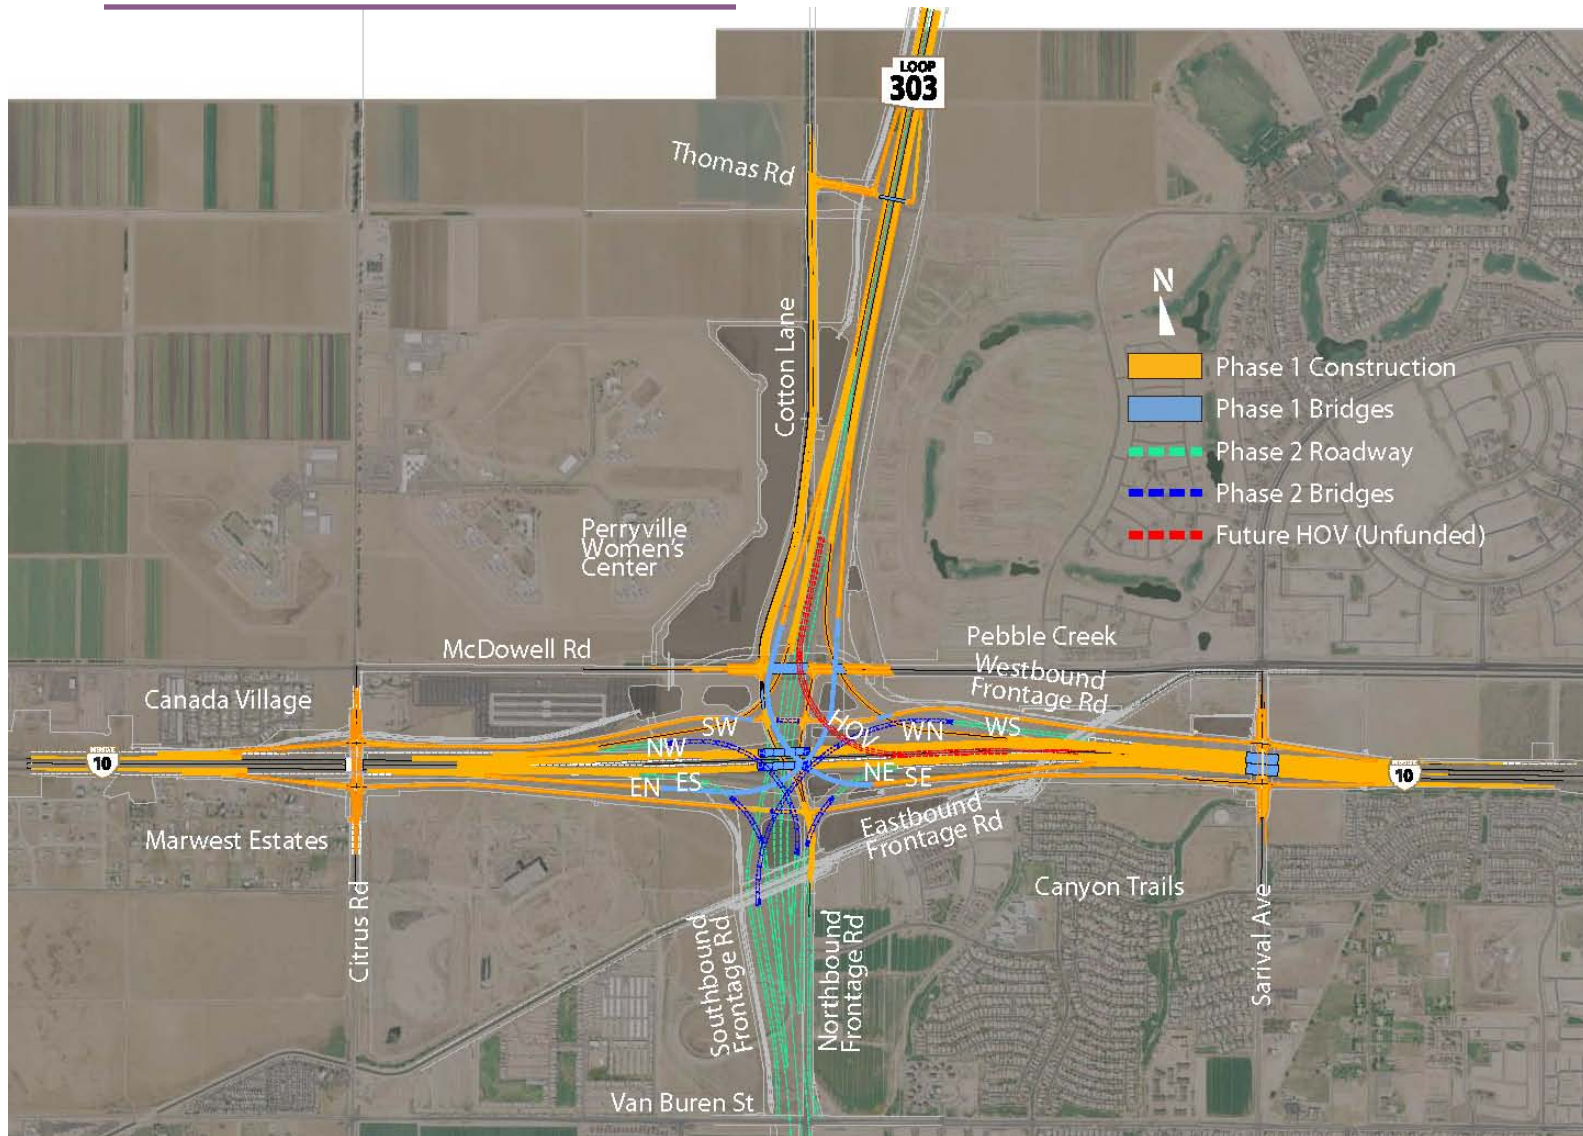 LOOP
303
Thomas Rd
N
Cotton Lane
Phase 1 Construction
Phase 1 Bridges
Phase 2 Roadway
Phase 2 Bridges
Future HOV (Unfunded)
Perryville
Women's
Center
McDowell Rd
Pebble Creek
Westbound
Frontage Rd
Canada Village
SW
HOV
WN
WS
NW
10
EN
ES
NE
SE
10
Eastbound
Frontage Rd
Marwest Estates
Canyon Trails
Citrus Rd
Southbound
Frontage Rd
Northbound
Frontage Rd
Sarival Ave
Van Buren St